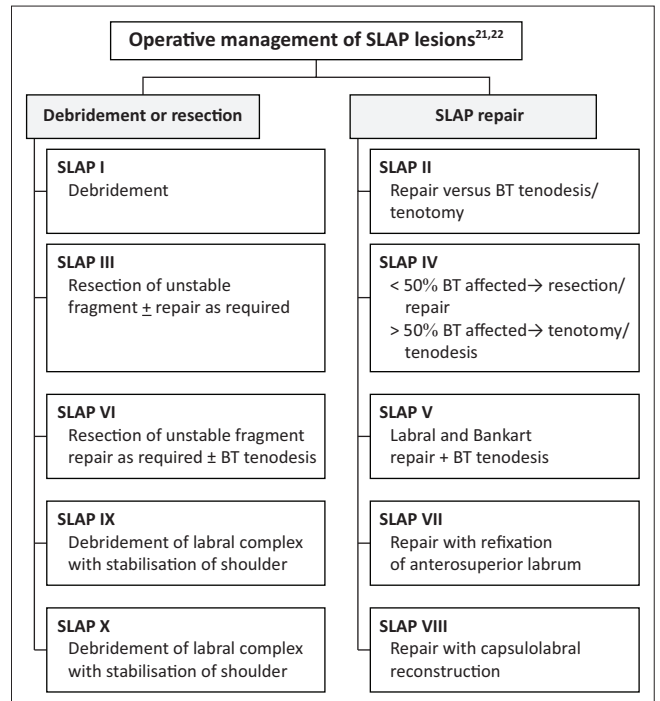 Operative management of SLAP lesions21,22
Debridement or resection
SLAP I
Debridement
SLAP III
Resection of unstable
fragment ± repair as required
SLAP VI
Resection of unstable fragment
repair as required ± BT tenodesis
SLAP IX
Debridement of labral complex
with stabilisation of shoulder
SLAP X
Debridement of labral complex
with stabilisation of shoulder
SLAP repair
SLAP II
Repair versus BT tenodesis/
tenotomy
SLAP IV
< 50% BT affected→ resection/
repair
> 50% BT affected→ tenotomy/
tenodesis
SLAP V
Labral and Bankart
repair + BT tenodesis
SLAP VII
Repair with refixation
of anterosuperior labrum
SLAP VIII
Repair with capsulolabral
reconstruction